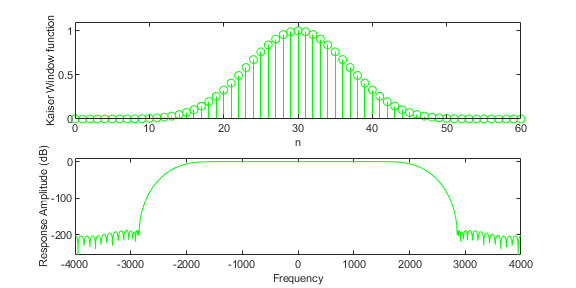 Kaiser Window function
1
0.5
0
0 10 20 30 40 50 60
n
Response Amplitude (dB)
0
-100
-200
-4000 -3000 -2000 -1000 0 1000 2000 3000 4000
Frequency